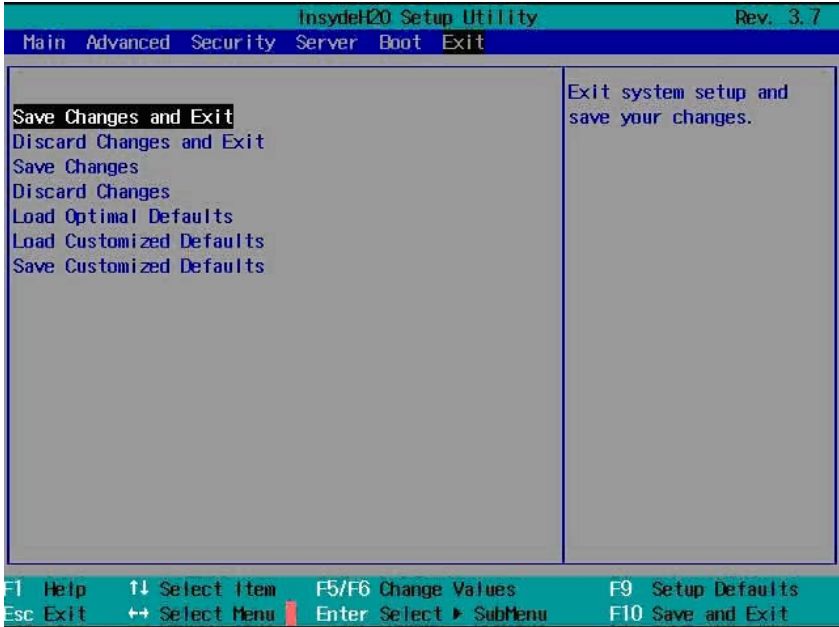 InsydeH20 Setup Utility Rev. 3.7
Main Advanced Security Server Boot Exit
Exit system setup and
save your changes.
Save Changes and Exit
Discard Changes and Exit
Save Changes
Discard Changes
Load Optimal Defaults
Load Customized Defaults
Save Customized Defaults
F1 Help ↑↓ Select Item F5/F6 Change Values F9 Setup Defaults
Esc Exit ↔ Select Menu Enter Select ▶ SubMenu F10 Save and Exit